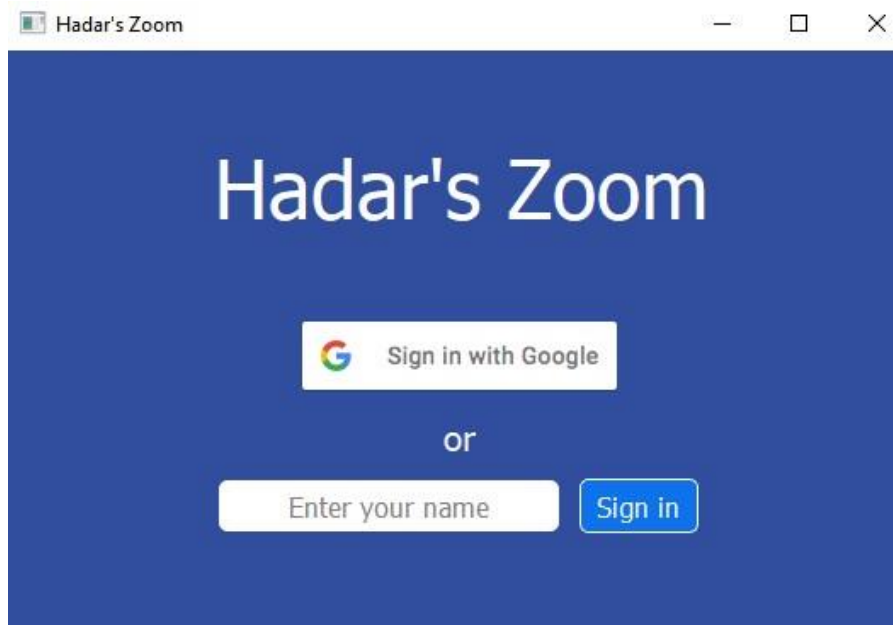 Hadar's Zoom
Hadar's Zoom
Sign in with Google
or
Enter your name Sign in